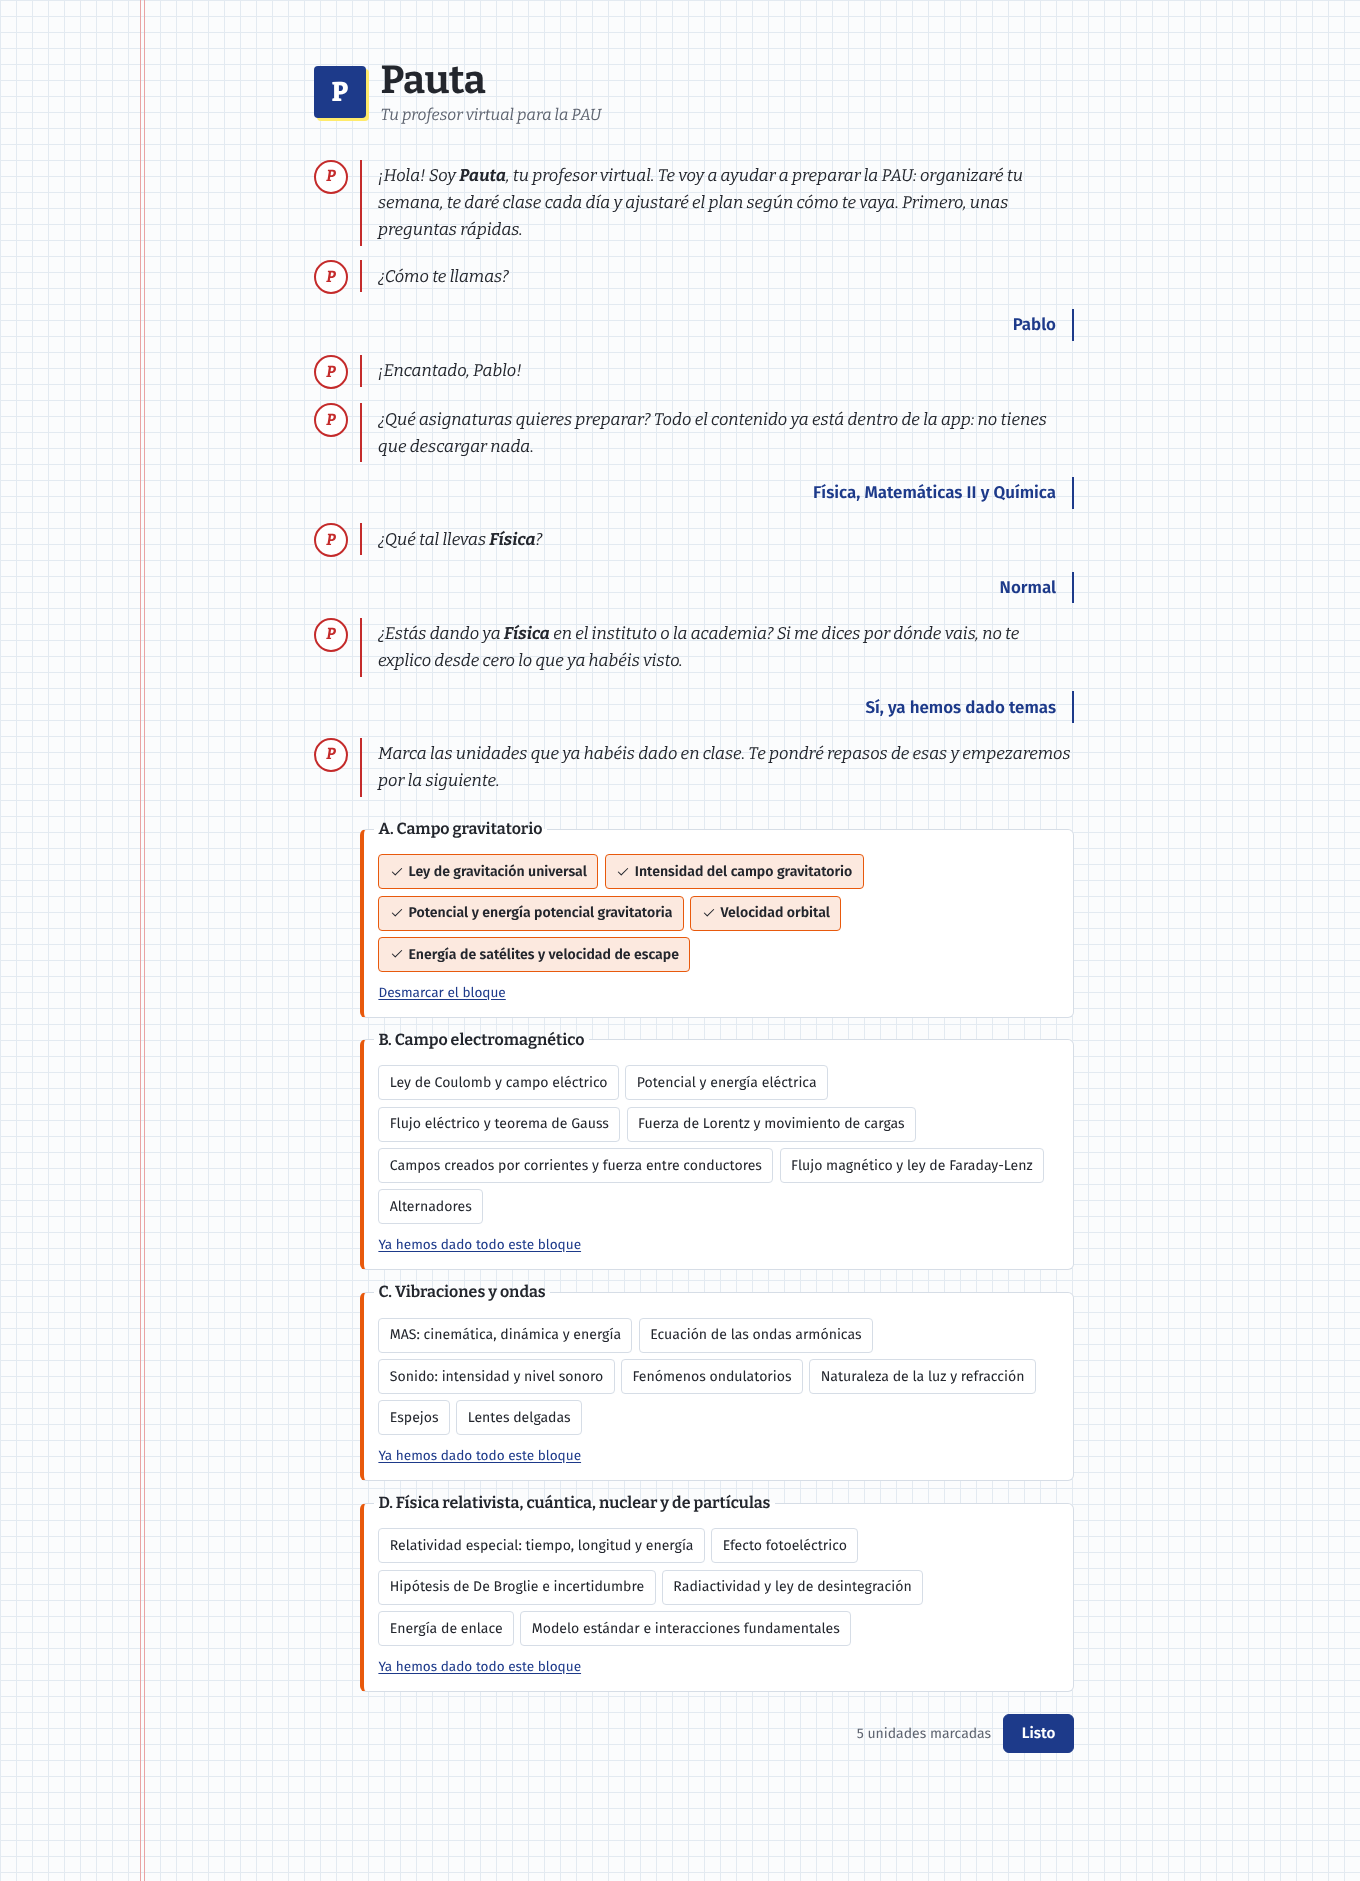 P
Pauta
Tu profesor virtual para la PAU
P
¡Hola! Soy Pauta, tu profesor virtual. Te voy a ayudar a preparar la PAU: organizaré tu
semana, te daré clase cada día y ajustaré el plan según cómo te vaya. Primero, unas
preguntas rápidas.
P
¿Cómo te llamas?
Pablo
P
¡Encantado, Pablo!
P
¿Qué asignaturas quieres preparar? Todo el contenido ya está dentro de la app: no tienes
que descargar nada.
Física, Matemáticas II y Química
P
¿Qué tal llevas Física?
Normal
P
¿Estás dando ya Física en el instituto o la academia? Si me dices por dónde vais, no te
explico desde cero lo que ya habéis visto.
Sí, ya hemos dado temas
P
Marca las unidades que ya habéis dado en clase. Te pondré repasos de esas y empezaremos
por la siguiente.
A. Campo gravitatorio
✓ Ley de gravitación universal ✓ Intensidad del campo gravitatorio
✓ Potencial y energía potencial gravitatoria ✓ Velocidad orbital
✓ Energía de satélites y velocidad de escape
Desmarcar el bloque
B. Campo electromagnético
Ley de Coulomb y campo eléctrico Potencial y energía eléctrica
Flujo eléctrico y teorema de Gauss Fuerza de Lorentz y movimiento de cargas
Campos creados por corrientes y fuerza entre conductores Flujo magnético y ley de Faraday-Lenz
Alternadores
Ya hemos dado todo este bloque
C. Vibraciones y ondas
MAS: cinemática, dinámica y energía Ecuación de las ondas armónicas
Sonido: intensidad y nivel sonoro Fenómenos ondulatorios Naturaleza de la luz y refracción
Espejos Lentes delgadas
Ya hemos dado todo este bloque
D. Física relativista, cuántica, nuclear y de partículas
Relatividad especial: tiempo, longitud y energía Efecto fotoeléctrico
Hipótesis de De Broglie e incertidumbre Radiactividad y ley de desintegración
Energía de enlace Modelo estándar e interacciones fundamentales
Ya hemos dado todo este bloque
5 unidades marcadas Listo